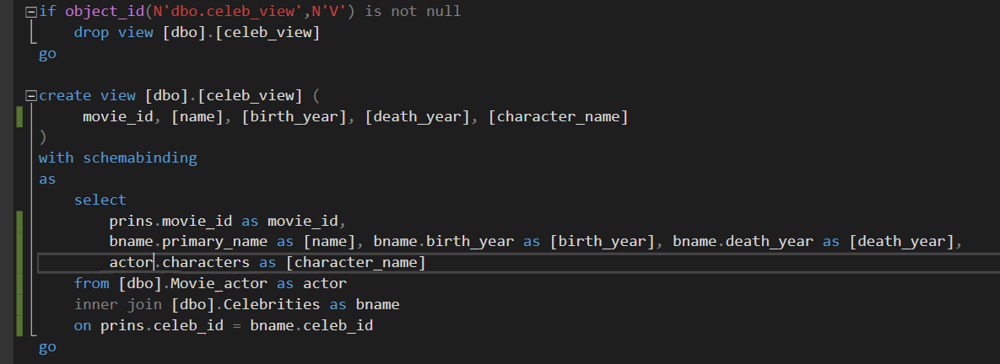 if object_id(N'dbo.celeb_view',N'V') is not null
drop view [dbo].[celeb_view]
go
create view [dbo].[celeb_view] (
movie_id, [name], [birth_year], [death_year], [character_name]
)
with schemabinding
as
select
prins.movie_id as movie_id,
bname.primary_name as [name], bname.birth_year as [birth_year], bname.death_year as [death_year],
actor.characters as [character_name]
from [dbo].Movie_actor as actor
inner join [dbo].Celebrities as bname
on prins.celeb_id = bname.celeb_id
go